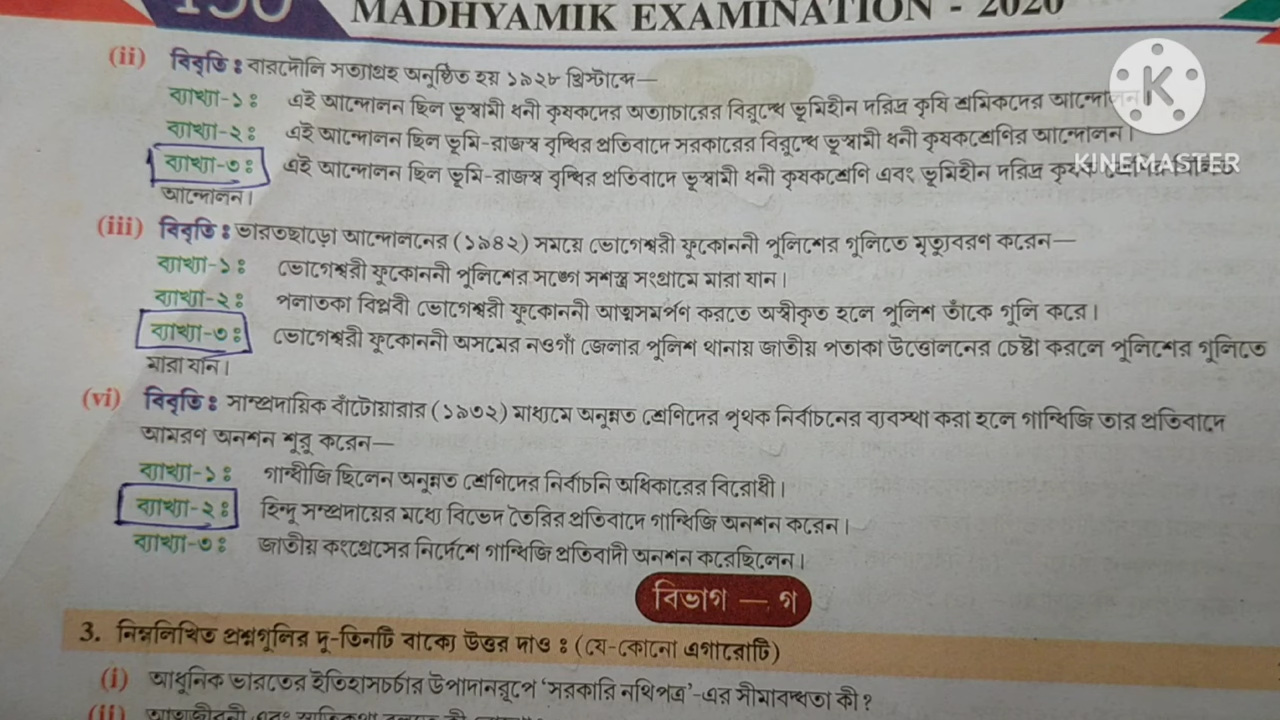 150 MADHYAMIK EXAMINATION - 2020
(ii) বিবৃতি : বারদৌলি সত্যাগ্রহ অনুষ্ঠিত হয় ১৯২৮ খ্রিস্টাব্দে—
ব্যাখ্যা-১ : এই আন্দোলন ছিল ভূস্বামী ধনী কৃষকদের অত্যাচারের বিরুদ্ধে ভূমিহীন দরিদ্র কৃষি শ্রমিকদের আন্দোলন
ব্যাখ্যা-২ : এই আন্দোলন ছিল ভূমি-রাজস্ব বৃদ্ধির প্রতিবাদে সরকারের বিরুদ্ধে ভূস্বামী ধনী কৃষকশ্রেণির আন্দোলন।
KINEMASTER
ব্যাখ্যা-৩ : এই আন্দোলন ছিল ভূমি-রাজস্ব বৃদ্ধির প্রতিবাদে ভূস্বামী ধনী কৃষকশ্রেণি এবং ভূমিহীন দরিদ্র কৃষক
আন্দোলন।
(iii) বিবৃতি : ভারতছাড়ো আন্দোলনের (১৯৪২) সময়ে ভোগেশ্বরী ফুকোননী পুলিশের গুলিতে মৃত্যুবরণ করেন—
ব্যাখ্যা-১ : ভোগেশ্বরী ফুকোননী পুলিশের সঙ্গে সশস্ত্র সংগ্রামে মারা যান।
ব্যাখ্যা-২ : পলাতকা বিপ্লবী ভোগেশ্বরী ফুকোননী আত্মসমর্পণ করতে অস্বীকৃত হলে পুলিশ তাঁকে গুলি করে।
ব্যাখ্যা-৩ : ভোগেশ্বরী ফুকোননী অসমের নওগাঁ জেলার পুলিশ থানায় জাতীয় পতাকা উত্তোলনের চেষ্টা করলে পুলিশের গুলিতে
মারা যান।
(vi) বিবৃতি : সাম্প্রদায়িক বাঁটোয়ারার (১৯৩২) মাধ্যমে অনুন্নত শ্রেণিদের পৃথক নির্বাচনের ব্যবস্থা করা হলে গান্ধিজি তার প্রতিবাদে
আমরণ অনশন শুরু করেন—
ব্যাখ্যা-১ : গান্ধীজি ছিলেন অনুন্নত শ্রেণিদের নির্বাচনি অধিকারের বিরোধী।
ব্যাখ্যা-২ : হিন্দু সম্প্রদায়ের মধ্যে বিভেদ তৈরির প্রতিবাদে গান্ধিজি অনশন করেন।
ব্যাখ্যা-৩ : জাতীয় কংগ্রেসের নির্দেশে গান্ধিজি প্রতিবাদী অনশন করেছিলেন।
বিভাগ — গ
3. নিম্নলিখিত প্রশ্নগুলির দু-তিনটি বাক্যে উত্তর দাও : (যে-কোনো এগারোটি)
(i) আধুনিক ভারতের ইতিহাসচর্চার উপাদানরূপে ‘সরকারি নথিপত্র’-এর সীমাবদ্ধতা কী?
(ii)